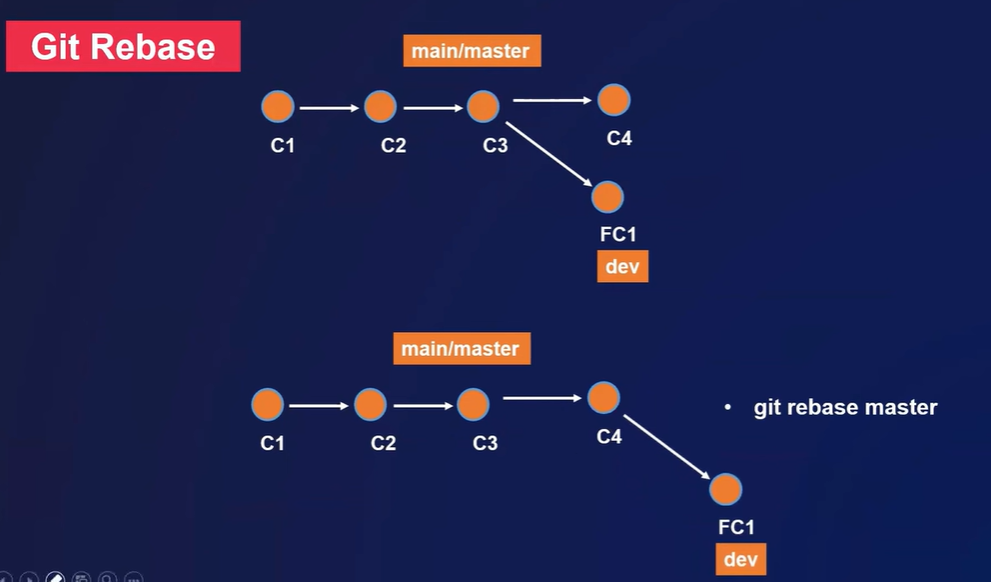 Git Rebase
main/master
C1
C2
C3
C4
FC1
dev
main/master
C1
C2
C3
C4
• git rebase master
FC1
dev